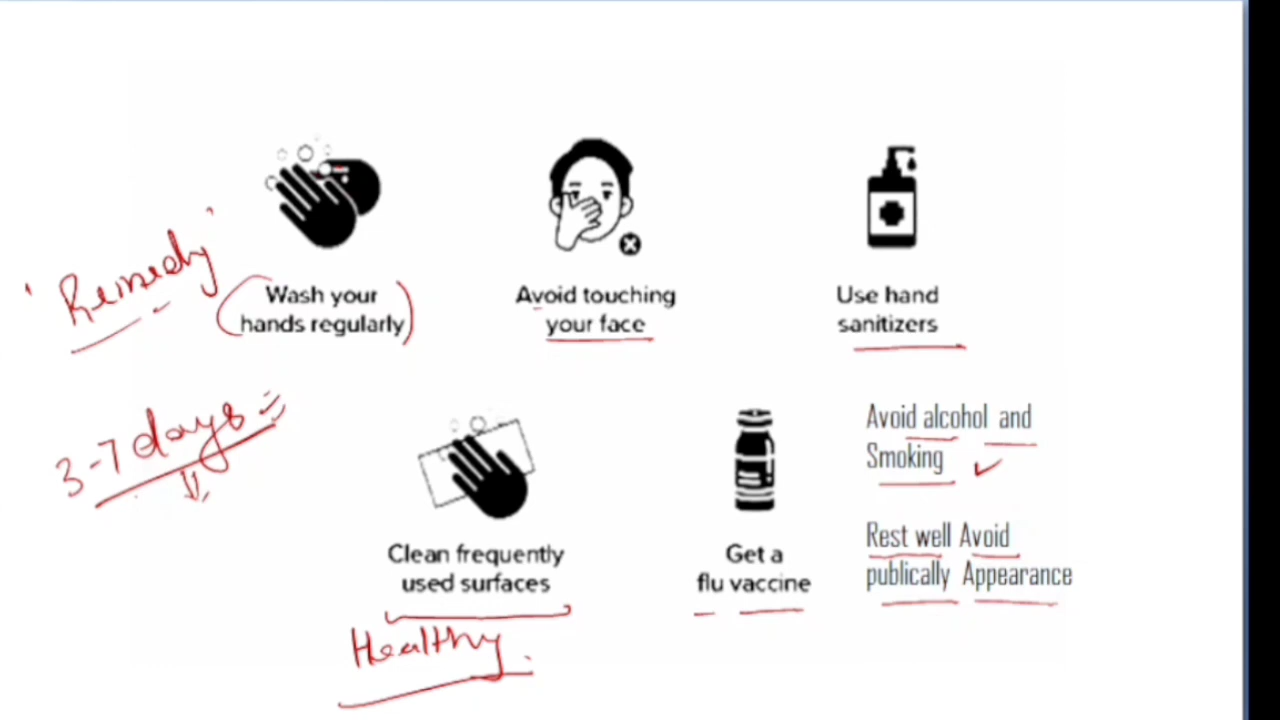 "Remedy"
Wash your
hands regularly
Avoid touching
your face
Use hand
sanitizers
3-7 days =
Clean frequently
used surfaces
Healthy.
Get a
flu vaccine
Avoid alcohol and
Smoking
Rest well Avoid
publically Appearance